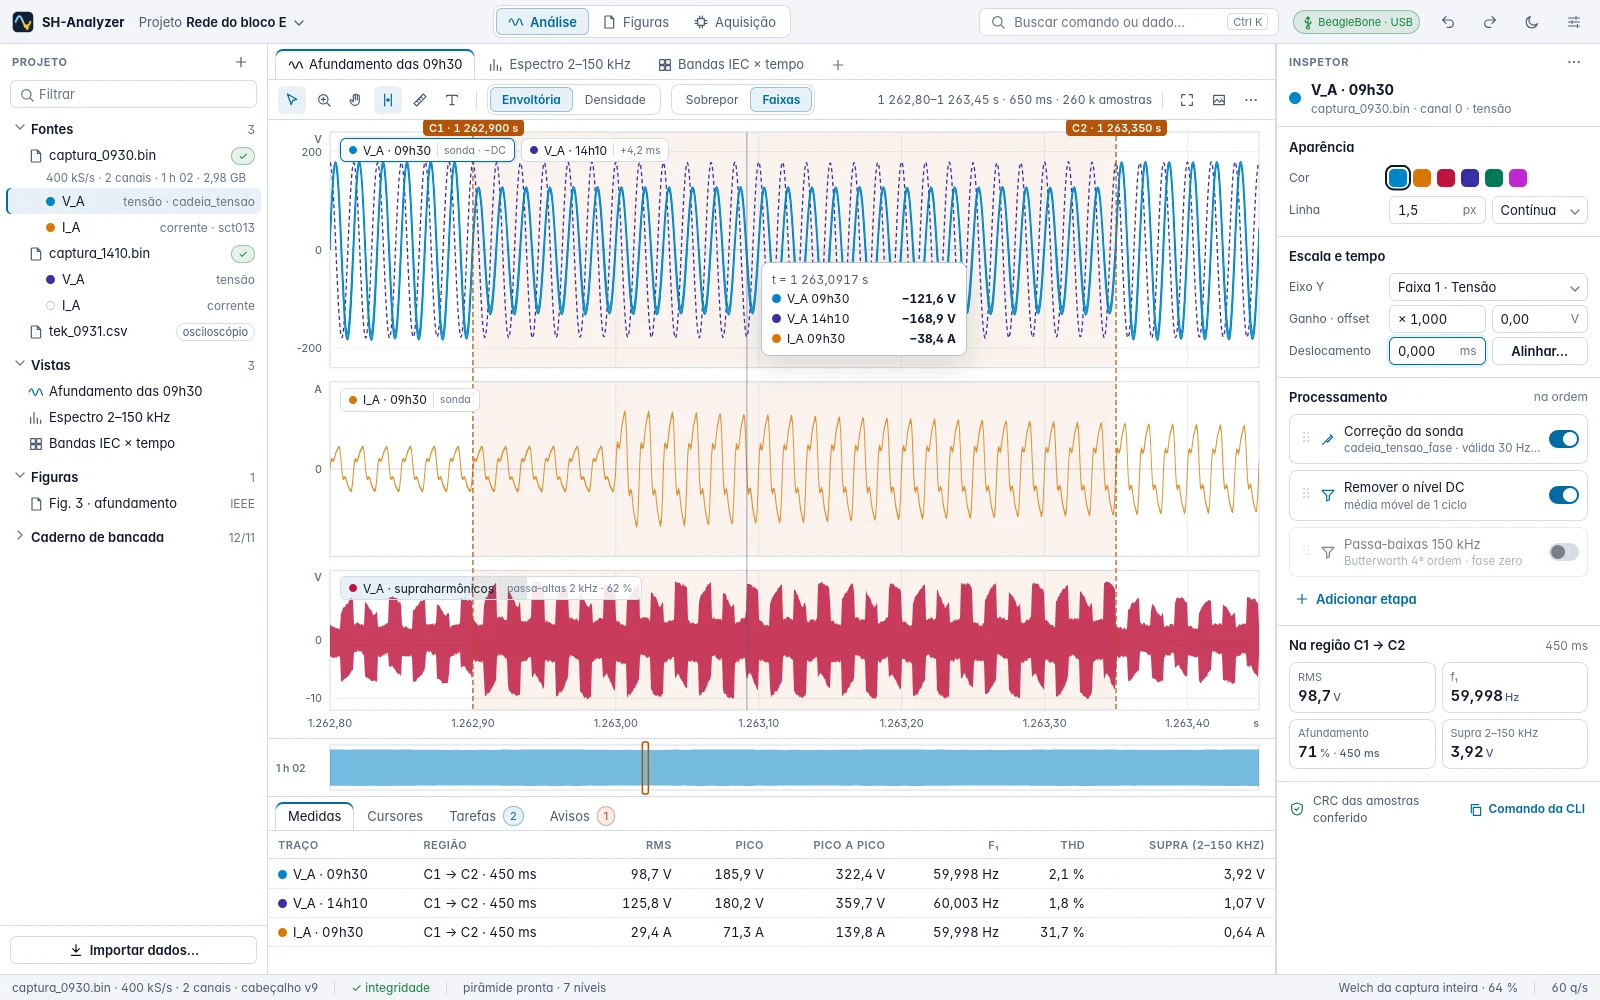 SH-Analyzer Projeto Rede do bloco E
Análise Figuras Aquisição
Buscar comando ou dado... Ctrl K
BeagleBone · USB
PROJETO
Filtrar
Fontes 3
captura_0930.bin
400 kS/s · 2 canais · 1 h 02 · 2,98 GB
V_A tensão · cadeia_tensao
I_A corrente · sct013
captura_1410.bin
V_A tensão
I_A corrente
tek_0931.csv osciloscópio
Vistas 3
Afundamento das 09h30
Espectro 2–150 kHz
Bandas IEC × tempo
Figuras 1
Fig. 3 · afundamento IEEE
Caderno de bancada 12/11
Importar dados...
Afundamento das 09h30 Espectro 2–150 kHz Bandas IEC × tempo
Envoltória Densidade Sobrepor Faixas 1 262,80–1 263,45 s · 650 ms · 260 k amostras
C1 · 1 262,900 s C2 · 1 263,350 s
V
200
0
-200
V_A · 09h30 sonda · −DC V_A · 14h10 +4,2 ms
t = 1 263,0917 s
V_A 09h30 −121,6 V
V_A 14h10 −168,9 V
I_A 09h30 −38,4 A
A
0
I_A · 09h30 sonda
V
0
-10
V_A · supraharmônicos passa-altas 2 kHz · 62 %
1.262,80 1.262,90 1.263,00 1.263,10 1.263,20 1.263,30 1.263,40 s
1 h 02
Medidas Cursores Tarefas 2 Avisos 1
TRAÇO REGIÃO RMS PICO PICO A PICO F₁ THD SUPRA (2–150 KHZ)
V_A · 09h30 C1 → C2 · 450 ms 98,7 V 185,9 V 322,4 V 59,998 Hz 2,1 % 3,92 V
V_A · 14h10 C1 → C2 · 450 ms 125,8 V 180,2 V 359,7 V 60,003 Hz 1,8 % 1,07 V
I_A · 09h30 C1 → C2 · 450 ms 29,4 A 71,3 A 139,8 A 59,998 Hz 31,7 % 0,64 A
INSPETOR
V_A · 09h30
captura_0930.bin · canal 0 · tensão
Aparência
Cor
Linha 1,5 px Contínua
Escala e tempo
Eixo Y Faixa 1 · Tensão
Ganho · offset × 1,000 0,00 V
Deslocamento 0,000 ms Alinhar...
Processamento na ordem
Correção da sonda
cadeia_tensao_fase · válida 30 Hz...
Remover o nível DC
média móvel de 1 ciclo
Passa-baixas 150 kHz
Butterworth 4ª ordem · fase zero
Adicionar etapa
Na região C1 → C2 450 ms
RMS
98,7 V
f₁
59,998 Hz
Afundamento
71 % · 450 ms
Supra 2–150 kHz
3,92 V
CRC das amostras
conferido
Comando da CLI
captura_0930.bin · 400 kS/s · 2 canais · cabeçalho v9 ✓ integridade pirâmide pronta · 7 níveis Welch da captura inteira · 64 % 60 q/s